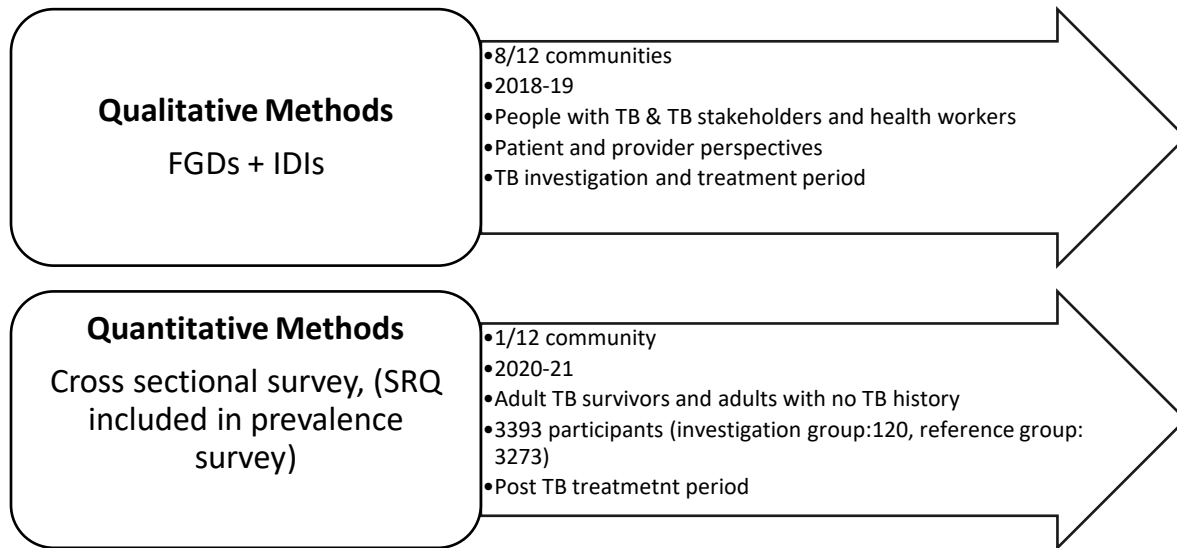 Qualitative Methods
FGDs + IDIs
•8/12 communities
•2018-19
•People with TB & TB stakeholders and health workers
•Patient and provider perspectives
•TB investigation and treatment period
Quantitative Methods
Cross sectional survey, (SRQ
included in prevalence
survey)
•1/12 community
•2020-21
•Adult TB survivors and adults with no TB history
•3393 participants (investigation group:120, reference group:
3273)
•Post TB treatmetnt period